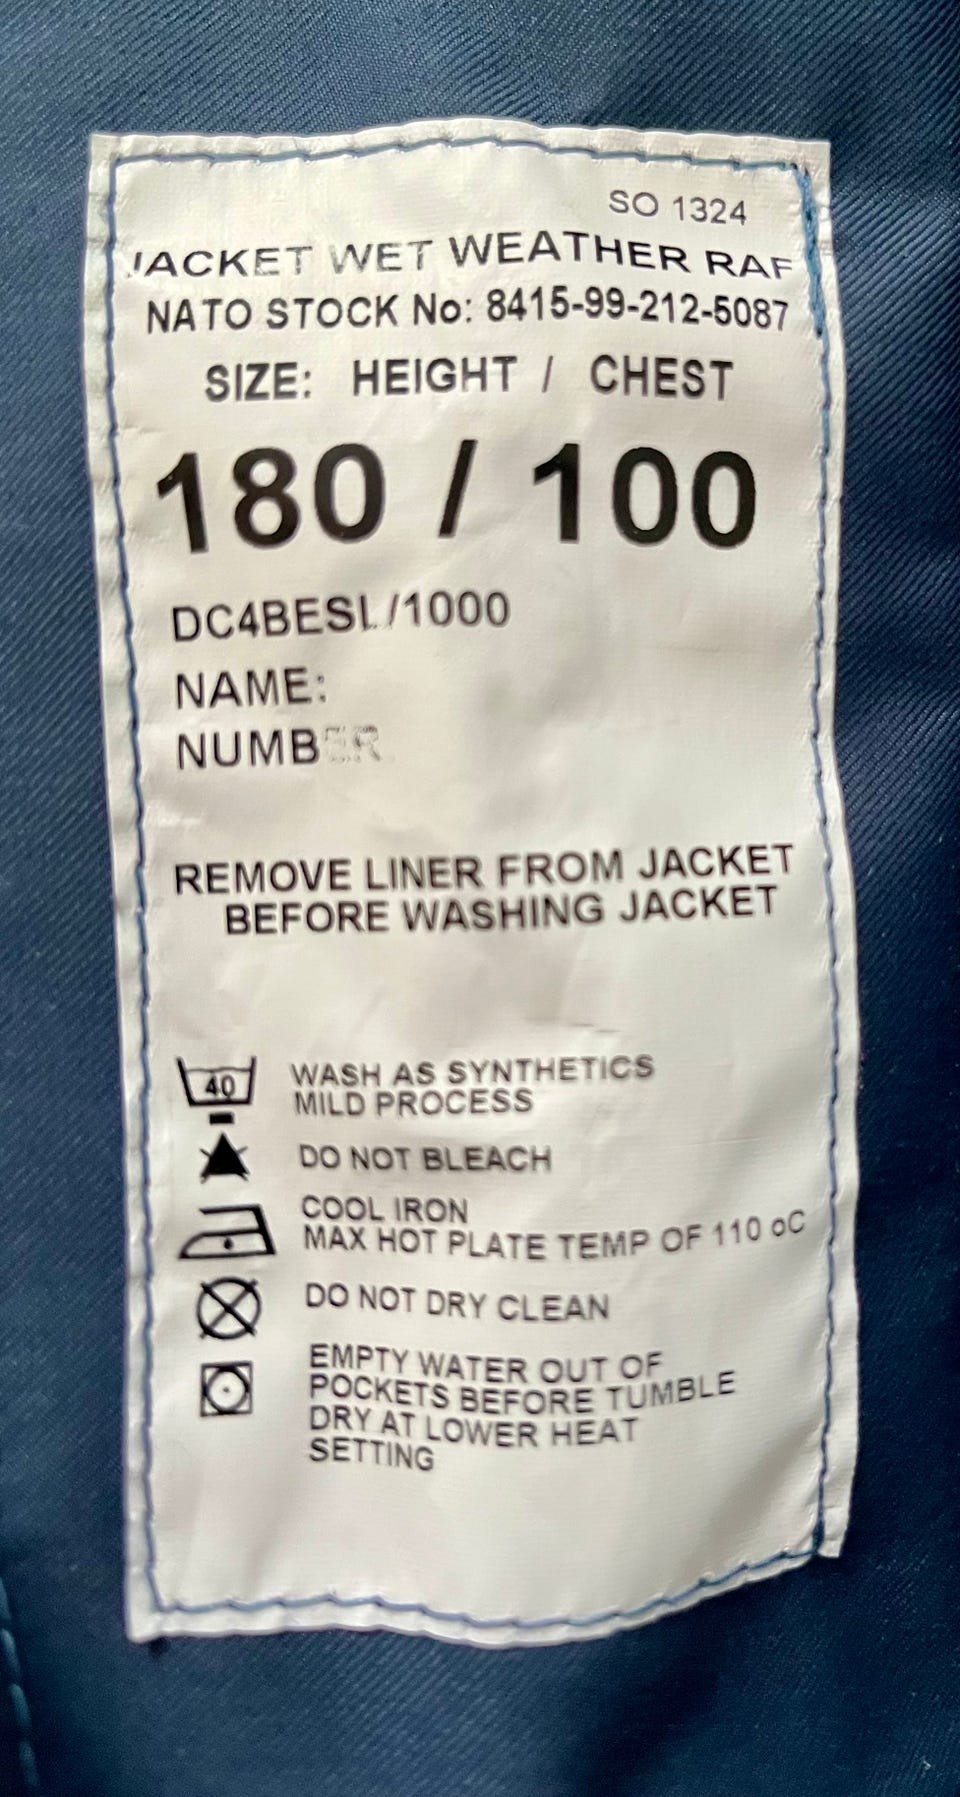 SO 1324
JACKET WET WEATHER RAF
NATO STOCK No: 8415-99-212-5087
SIZE: HEIGHT / CHEST
180 / 100
DC4BESL/1000
NAME:
NUMBER
REMOVE LINER FROM JACKET
BEFORE WASHING JACKET
40
WASH AS SYNTHETICS
MILD PROCESS
DO NOT BLEACH
COOL IRON
MAX HOT PLATE TEMP OF 110 oC
DO NOT DRY CLEAN
EMPTY WATER OUT OF
POCKETS BEFORE TUMBLE
DRY AT LOWER HEAT
SETTING